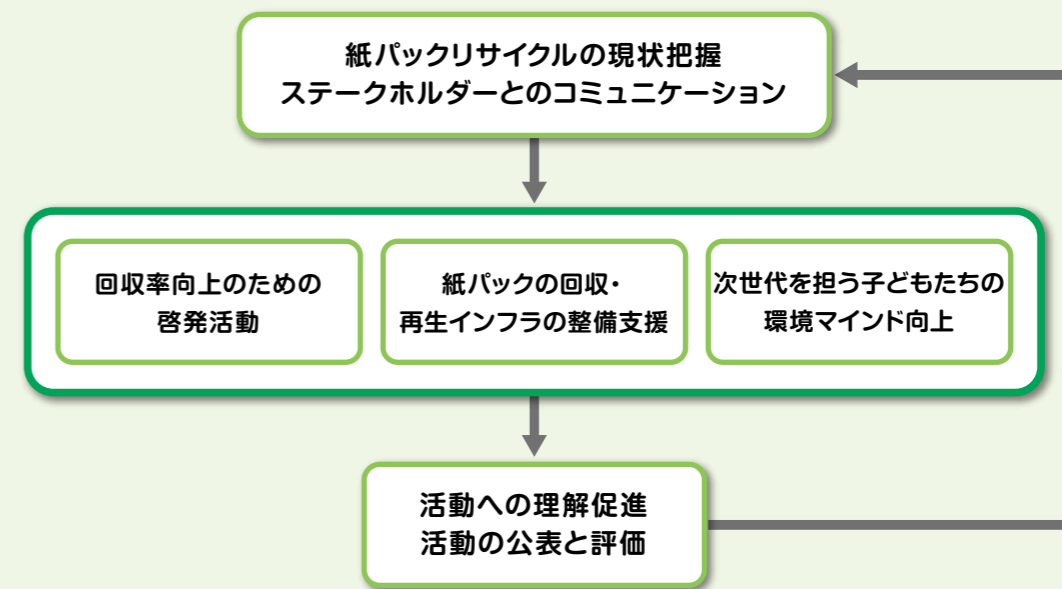 紙パックリサイクルの現状把握
ステークホルダーとのコミュニケーション
回収率向上のための
啓発活動
紙パックの回収・
再生インフラの整備支援
次世代を担う子どもたちの
環境マインド向上
活動への理解促進
活動の公表と評価